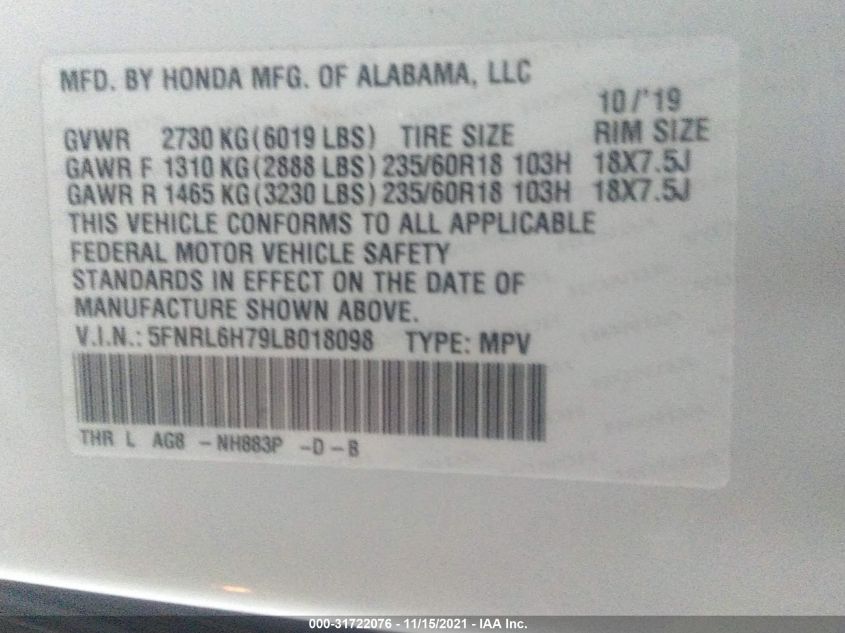 MFD. BY HONDA MFG. OF ALABAMA, LLC
10/'19
GVWR 2730 KG(6019 LBS) TIRE SIZE RIM SIZE
GAWR F 1310 KG(2888 LBS) 235/60R18 103H 18X7.5J
GAWR R 1465 KG(3230 LBS) 235/60R18 103H 18X7.5J
THIS VEHICLE CONFORMS TO ALL APPLICABLE
FEDERAL MOTOR VEHICLE SAFETY
STANDARDS IN EFFECT ON THE DATE OF
MANUFACTURE SHOWN ABOVE.
V.I.N.: 5FNRL6H79LB018098 TYPE: MPV
THR L AG8 -NH883P -D-B
000-31722076 - 11/15/2021 - IAA Inc.